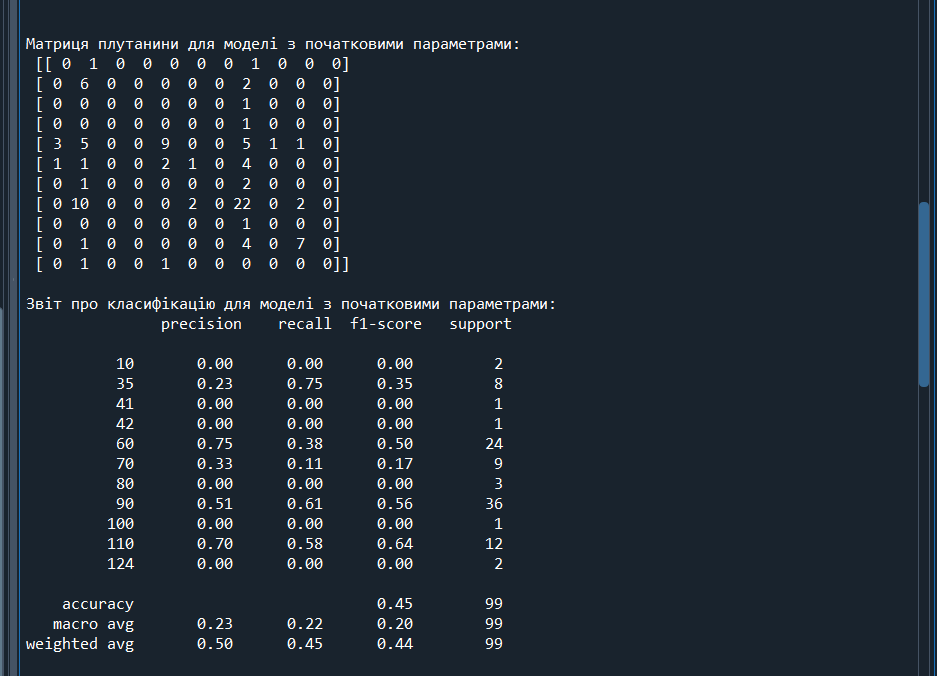 Матриця плутанини для моделі з початковими параметрами:
[[ 0  1  0  0  0  0  0  1  0  0  0]
[ 0  6  0  0  0  0  0  2  0  0  0]
[ 0  0  0  0  0  0  0  1  0  0  0]
[ 0  0  0  0  0  0  0  1  0  0  0]
[ 3  5  0  0  9  0  0  5  1  1  0]
[ 1  1  0  0  2  1  0  4  0  0  0]
[ 0  1  0  0  0  0  0  2  0  0  0]
[ 0 10  0  0  0  2  0 22  0  2  0]
[ 0  0  0  0  0  0  0  1  0  0  0]
[ 0  1  0  0  0  0  0  4  0  7  0]
[ 0  1  0  0  1  0  0  0  0  0  0]]
Звіт про класифікацію для моделі з початковими параметрами:
precision    recall  f1-score   support
10       0.00      0.00      0.00         2
35       0.23      0.75      0.35         8
41       0.00      0.00      0.00         1
42       0.00      0.00      0.00         1
60       0.75      0.38      0.50        24
70       0.33      0.11      0.17         9
80       0.00      0.00      0.00         3
90       0.51      0.61      0.56        36
100       0.00      0.00      0.00         1
110       0.70      0.58      0.64        12
124       0.00      0.00      0.00         2
accuracy                           0.45        99
macro avg       0.23      0.22      0.20        99
weighted avg       0.50      0.45      0.44        99